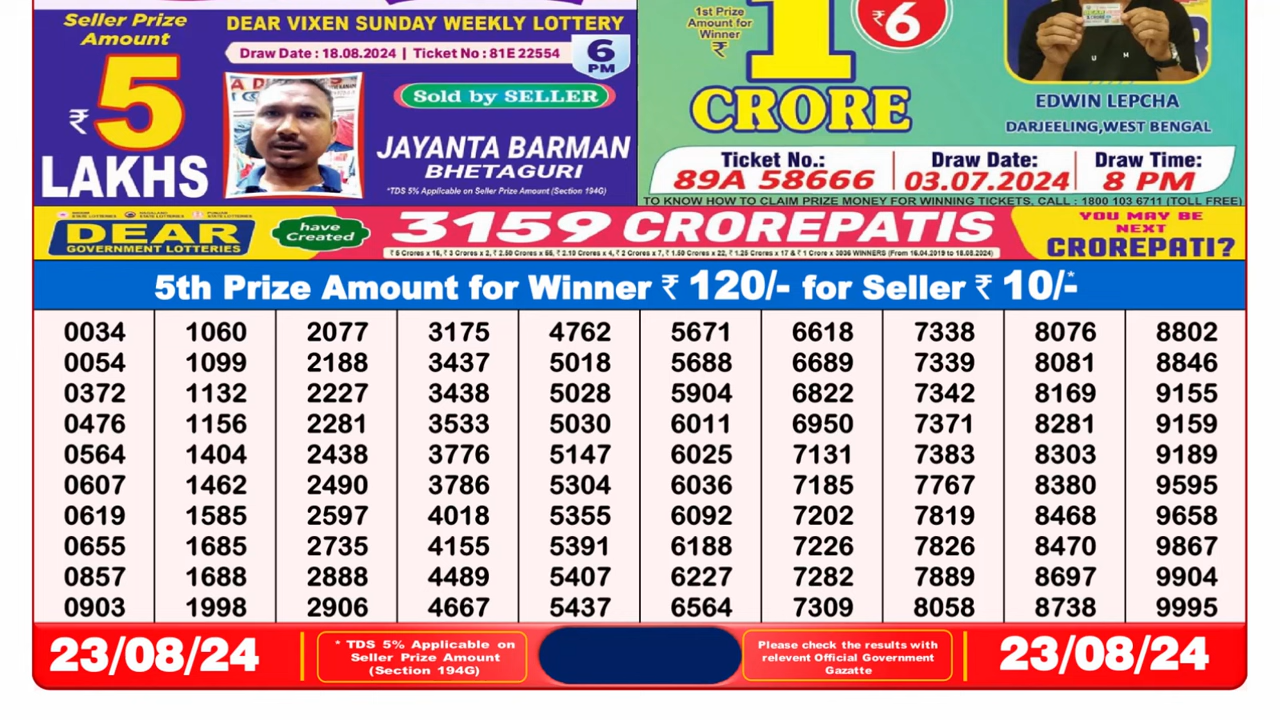 Seller Prize
Amount
₹ 5
LAKHS
DEAR VIXEN SUNDAY WEEKLY LOTTERY
Draw Date : 18.08.2024 | Ticket No : 81E 22554
6
PM
Sold by SELLER
JAYANTA BARMAN
BHETAGURI
*TDS 5% Applicable on Seller Prize Amount (Section 194G)
1st Prize
Amount for
Winner
₹
1
CRORE
₹6
EDWIN LEPCHA
DARJEELING,WEST BENGAL
Ticket No.:
89A 58666
Draw Date:
03.07.2024
Draw Time:
8 PM
TO KNOW HOW TO CLAIM PRIZE MONEY FOR WINNING TICKETS, CALL : 1800 103 6711 (TOLL FREE)
DEAR
GOVERNMENT LOTTERIES
have
Created
3159 CROREPATIS
YOU MAY BE
NEXT
CROREPATI?
5th Prize Amount for Winner ₹ 120/- for Seller ₹ 10/-*
0034 1060 2077 3175 4762 5671 6618 7338 8076 8802
0054 1099 2188 3437 5018 5688 6689 7339 8081 8846
0372 1132 2227 3438 5028 5904 6822 7342 8169 9155
0476 1156 2281 3533 5030 6011 6950 7371 8281 9159
0564 1404 2438 3776 5147 6025 7131 7383 8303 9189
0607 1462 2490 3786 5304 6036 7185 7767 8380 9595
0619 1585 2597 4018 5355 6092 7202 7819 8468 9658
0655 1685 2735 4155 5391 6188 7226 7826 8470 9867
0857 1688 2888 4489 5407 6227 7282 7889 8697 9904
0903 1998 2906 4667 5437 6564 7309 8058 8738 9995
23/08/24
* TDS 5% Applicable on
Seller Prize Amount
(Section 194G)
Please check the results with
relevent Official Government
Gazatte
23/08/24